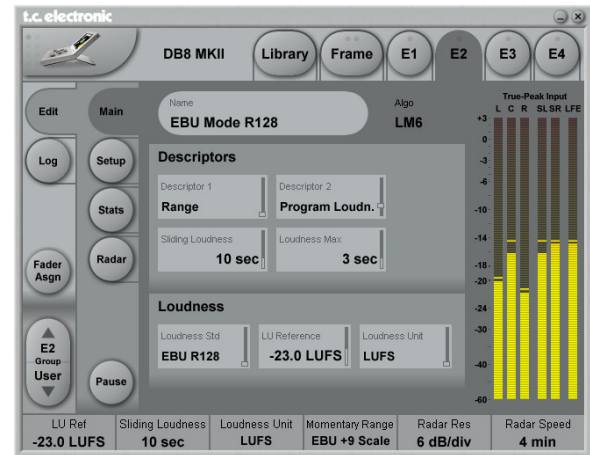 t.c. electronic
DB8 MKII
Library
Frame
E1
E2
E3
E4
Edit
Main
Name
EBU Mode R128
Algo
LM6
True-Peak Input
L C R SL SR LFE
+3
0
-3
-6
-10
-14
-18
-20
-24
-30
-40
-60
Log
Setup
Stats
Radar
Fader
Asgn
E2
Group
User
Pause
Descriptors
Descriptor 1
Range
Descriptor 2
Program Loudn.
Sliding Loudness
10 sec
Loudness Max
3 sec
Loudness
Loudness Std
EBU R128
LU Reference
-23.0 LUFS
Loudness Unit
LUFS
LU Ref
-23.0 LUFS
Sliding Loudness
10 sec
Loudness Unit
LUFS
Momentary Range
EBU +9 Scale
Radar Res
6 dB/div
Radar Speed
4 min